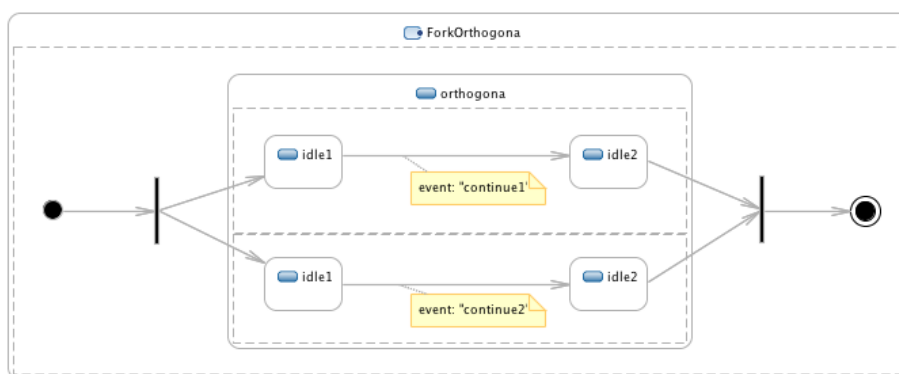 ForkOrthogona
orthogona
idle1
idle2
event: "continue1'
idle1
idle2
event: "continue2'